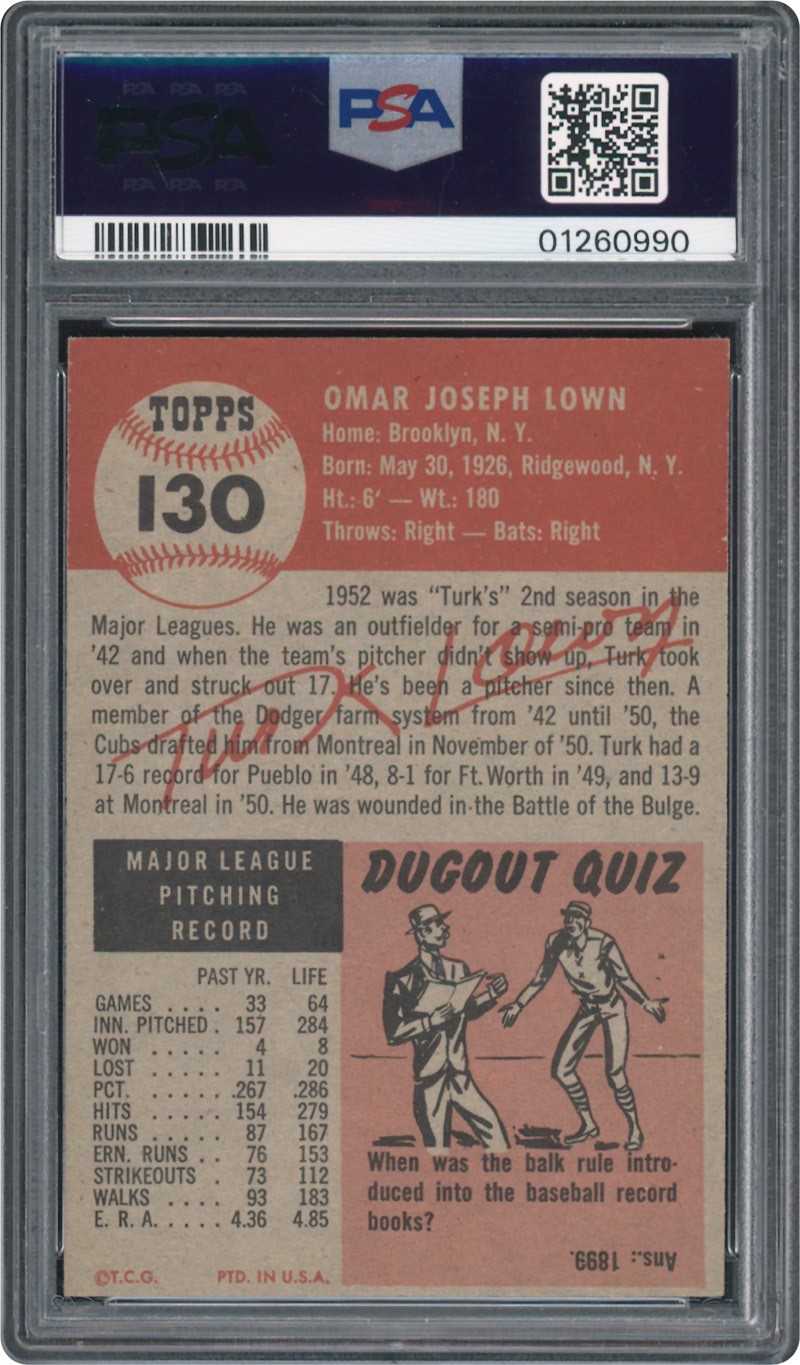 PSA PSA PSA
PSA
PSA PSA PSA
PSA
01260990
TOPPS
130
OMAR JOSEPH LOWN
Home: Brooklyn, N. Y.
Born: May 30, 1926, Ridgewood, N. Y.
Ht.: 6′ — Wt.: 180
Throws: Right — Bats: Right
1952 was "Turk's" 2nd season in the
Major Leagues. He was an outfielder for a semi-pro team in
'42 and when the team's pitcher didn't show up, Turk took
over and struck out 17. He's been a pitcher since then. A
member of the Dodger farm system from '42 until '50, the
Cubs drafted him from Montreal in November of '50. Turk had a
17-6 record for Pueblo in '48, 8-1 for Ft. Worth in '49, and 13-9
at Montreal in '50. He was wounded in the Battle of the Bulge.
Turk Lown
MAJOR LEAGUE
PITCHING
RECORD
PAST YR. LIFE
GAMES . . . . 33 64
INN. PITCHED . 157 284
WON . . . . . 4 8
LOST . . . . . 11 20
PCT. . . . . . .267 .286
HITS . . . . . 154 279
RUNS . . . . . 87 167
ERN. RUNS . . 76 153
STRIKEOUTS . 73 112
WALKS . . . . 93 183
E. R. A. . . . . . 4.36 4.85
©T.C.G. PTD. IN U.S.A.
DUGOUT QUIZ
When was the balk rule intro-
duced into the baseball record
books?
Ans.: 1899.